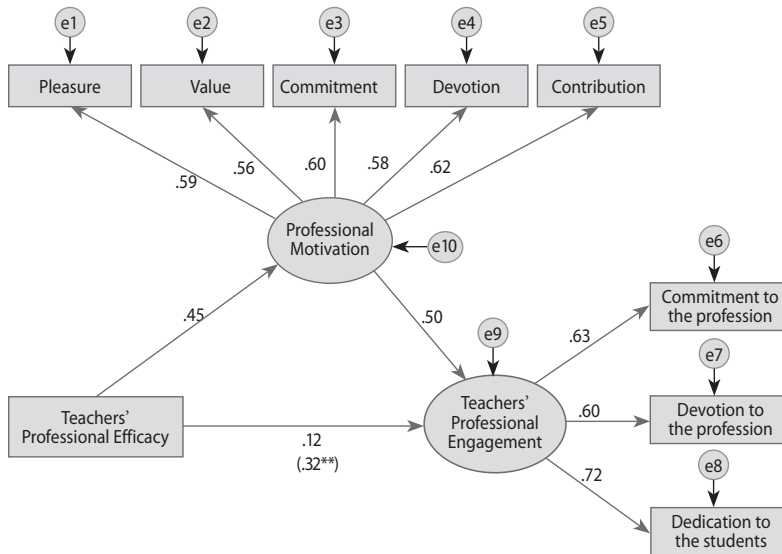 e1
e2
e3
e4
e5
Pleasure
Value
Commitment
Devotion
Contribution
.59
.56
.60
.58
.62
Professional
Motivation
e10
e6
Commitment to
the profession
.45
.50
e9
.63
e7
Teachers'
Professional Efficacy
.12
(.32**)
Teachers'
Professional
Engagement
.60
Devotion to
the profession
.72
e8
Dedication to
the students